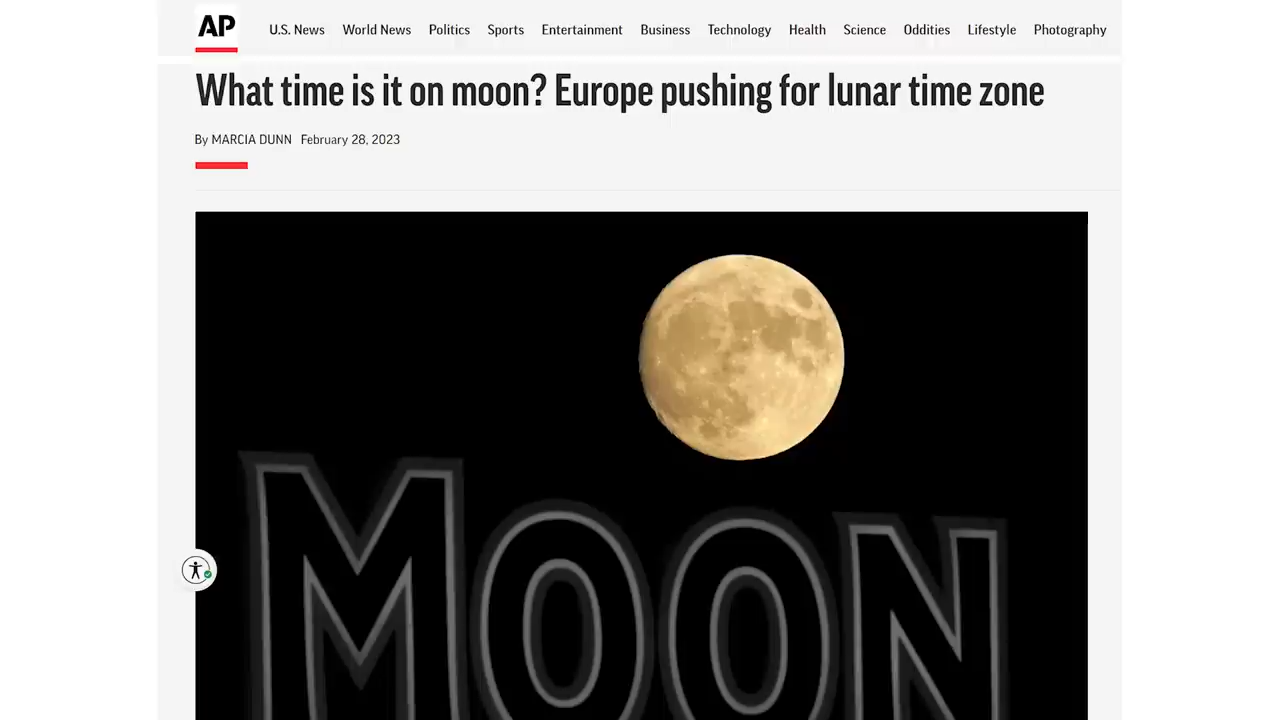 AP U.S. News World News Politics Sports Entertainment Business Technology Health Science Oddities Lifestyle Photography
What time is it on moon? Europe pushing for lunar time zone
By MARCIA DUNN February 28, 2023
MOON